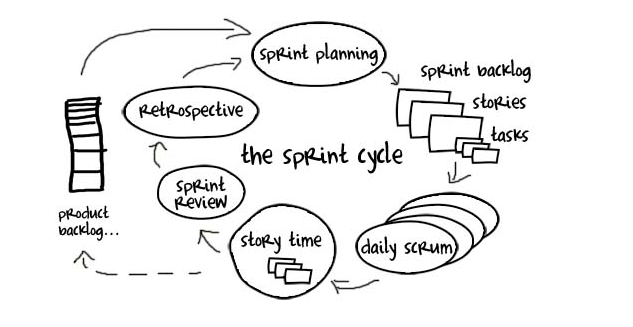 sprint planning
sprint backlog
stories
tasks
Retrospective
the sprint cycle
sprint
Review
product
backlog...
story time
daily scrum